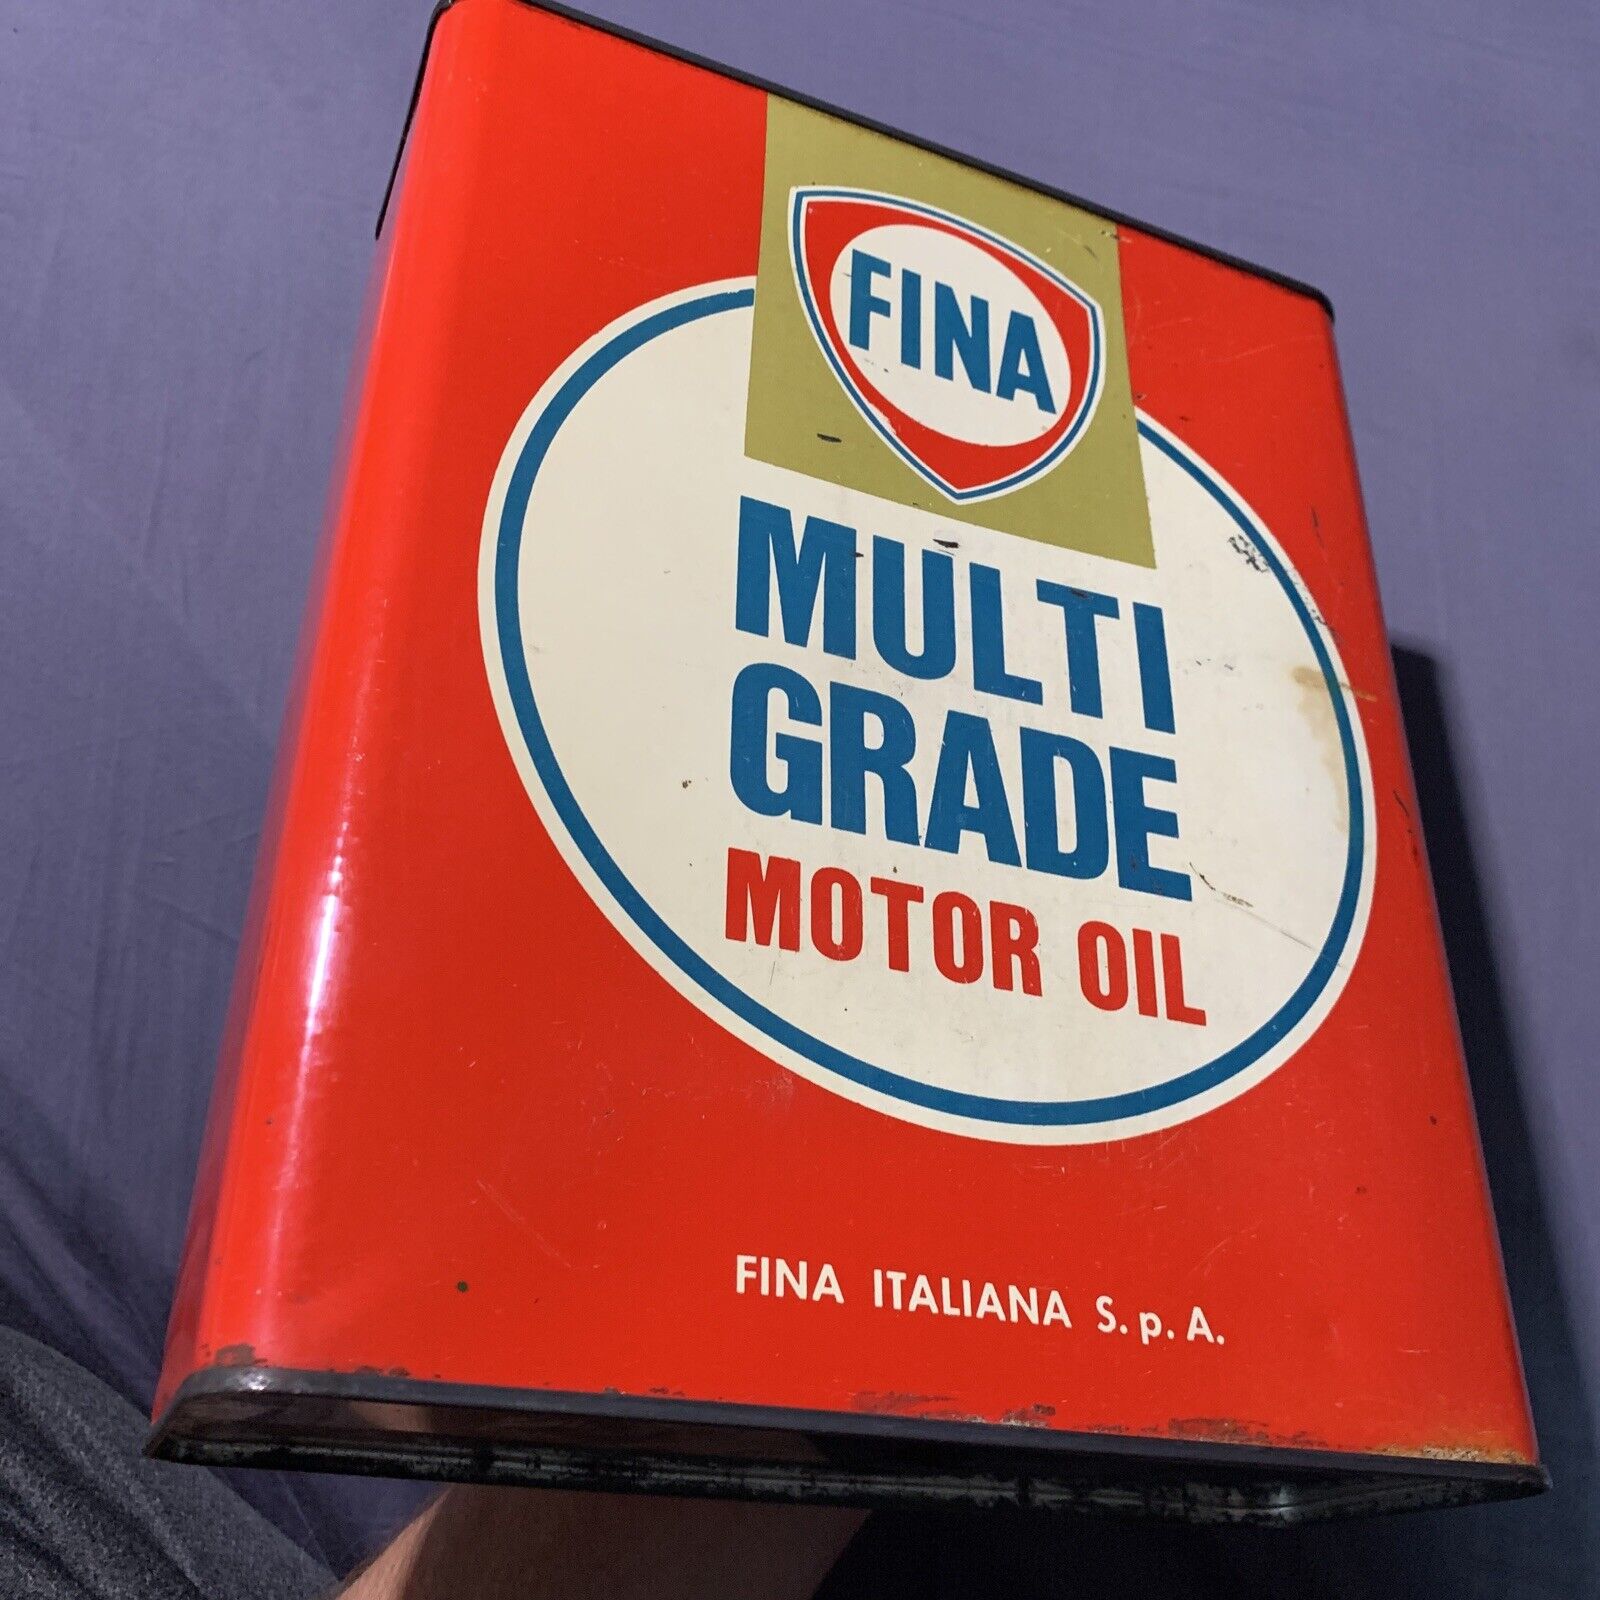 FINA
MULTI
GRADE
MOTOR OIL
FINA ITALIANA S.p.A.